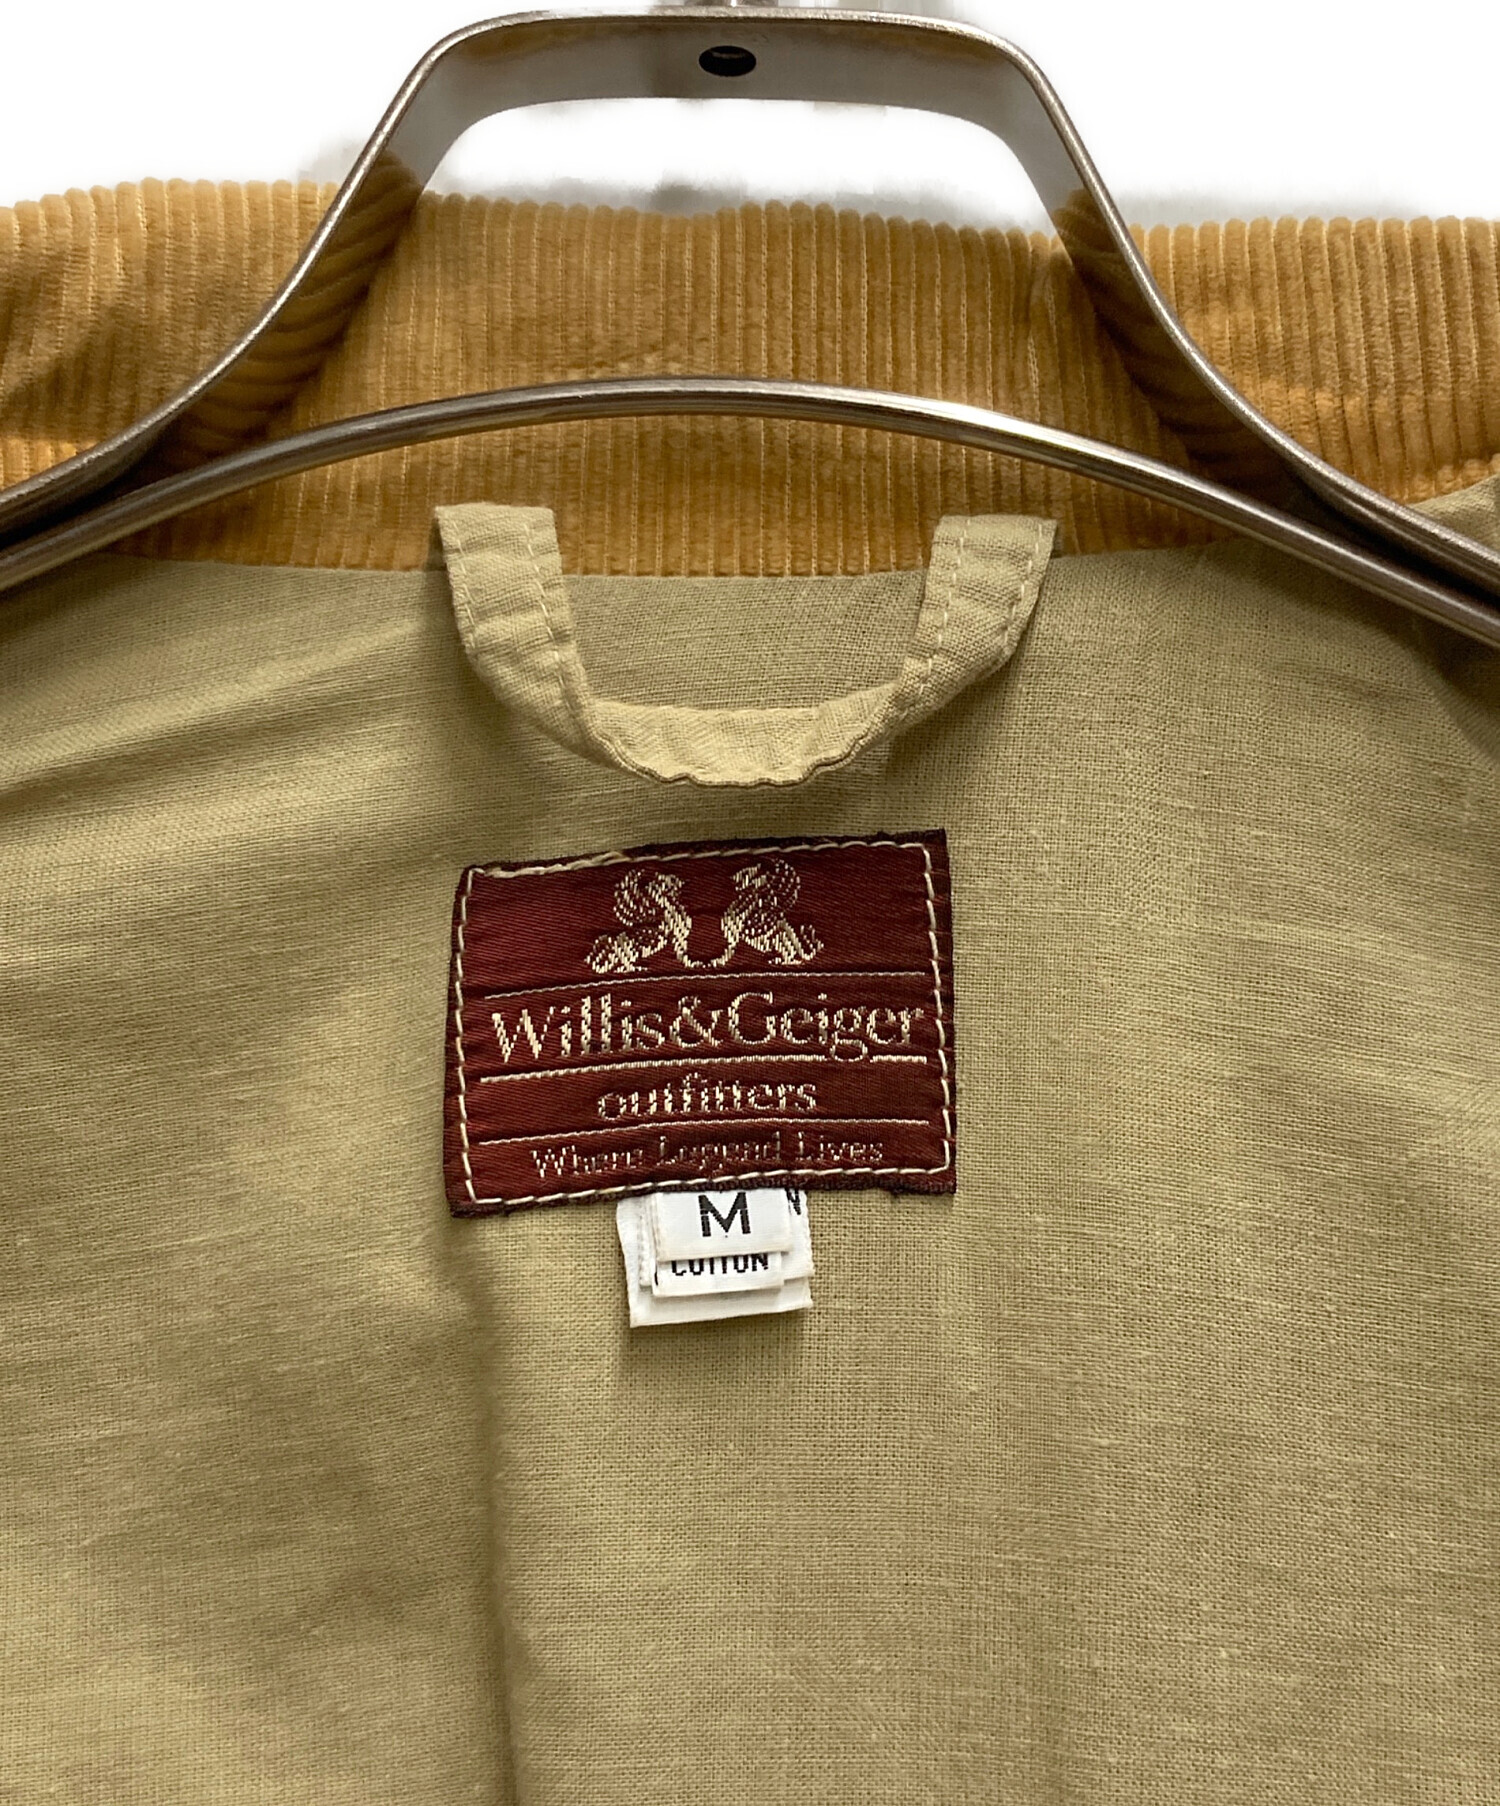 Willis&Geiger
outfitters
Where Legend Lives
M
N
COTTON